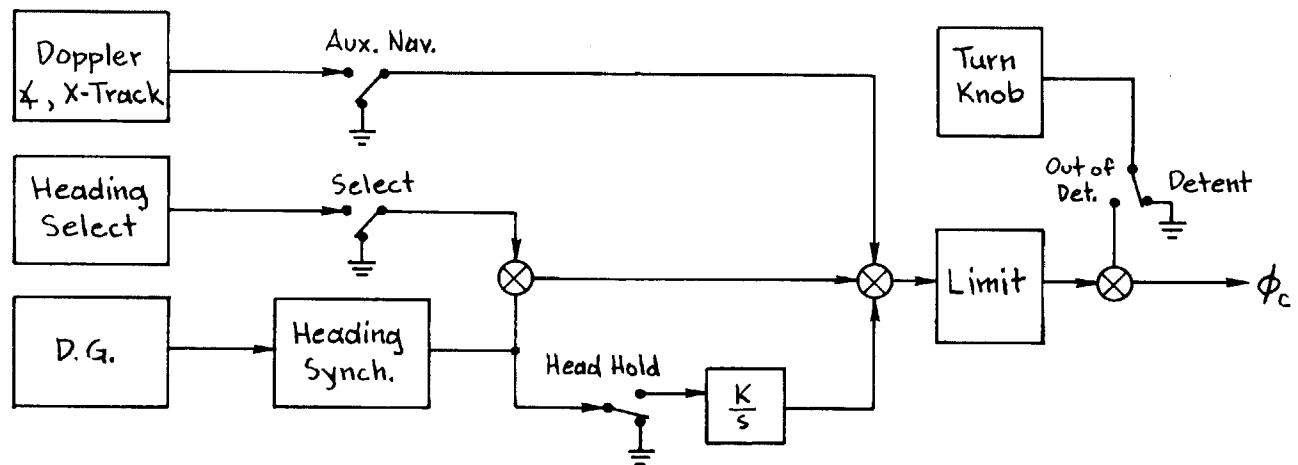 Doppler
∡, X-Track
Aux. Nav.
Turn
Knob
Heading
Select
Select
Out of
Det.
Detent
D.G.
Heading
Synch.
Head Hold
K
s
Limit
ϕc